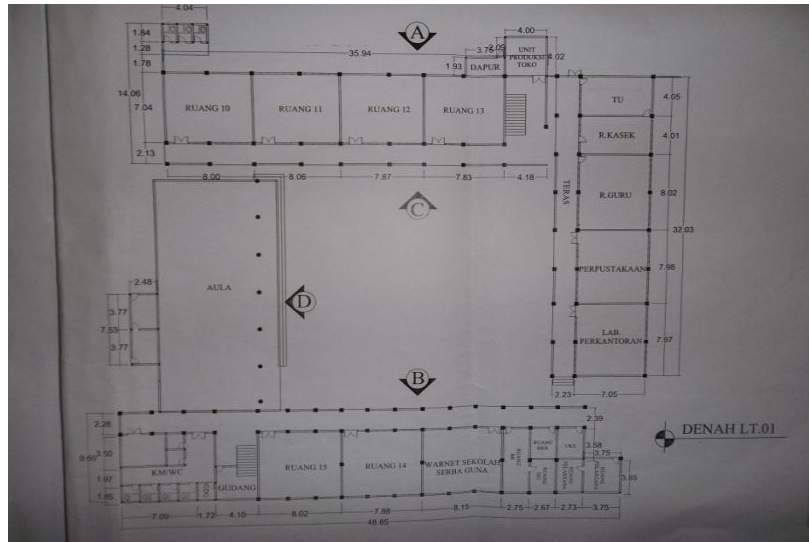 4.04
1.84
1.28
1.78
14.06
7.04
2.13
35.94
A
3.75
2.09
1.93
DAPUR
4.00
UNIT
PRODUKSI
TOKO
4.02
RUANG 10
RUANG 11
RUANG 12
RUANG 13
8.00
8.05
7.87
7.83
4.18
C
TU
4.05
R.KASEK
4.01
R.GURU
8.02
32.03
TERAS
PERPUSTAKAAN
7.98
LAB.
PERKANTORAN
7.97
2.23
7.05
AULA
D
2.48
3.77
7.53
3.77
B
DENAH LT.01
2.28
9.60
3.50
1.97
1.85
KM/WC
GUDANG
RUANG 15
RUANG 14
WARNET SEKOLAH
SERBA GUNA
UKS
2.39
3.58
3.75
3.85
7.09
1.72
4.10
8.02
7.88
8.15
2.75
2.67
2.73
3.75
48.85